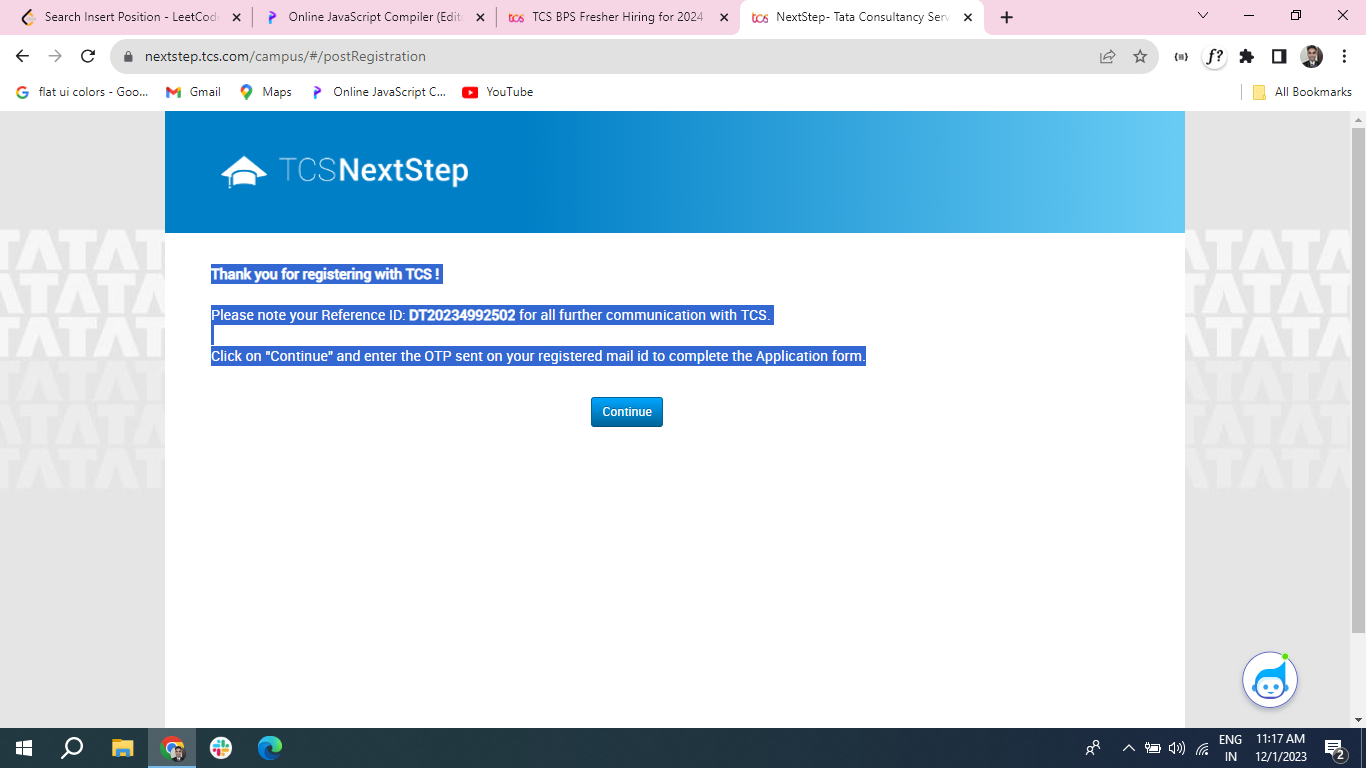 Search Insert Position - LeetCod
Online JavaScript Compiler (Edit
TCS BPS Fresher Hiring for 2024
NextStep- Tata Consultancy Serv
nextstep.tcs.com/campus/#/postRegistration
flat ui colors - Goo...
Gmail
Maps
Online JavaScript C...
YouTube
All Bookmarks
TCSNextStep
Thank you for registering with TCS !
Please note your Reference ID: DT20234992502 for all further communication with TCS.
Click on "Continue" and enter the OTP sent on your registered mail id to complete the Application form.
Continue
ENG
IN
11:17 AM
12/1/2023
2